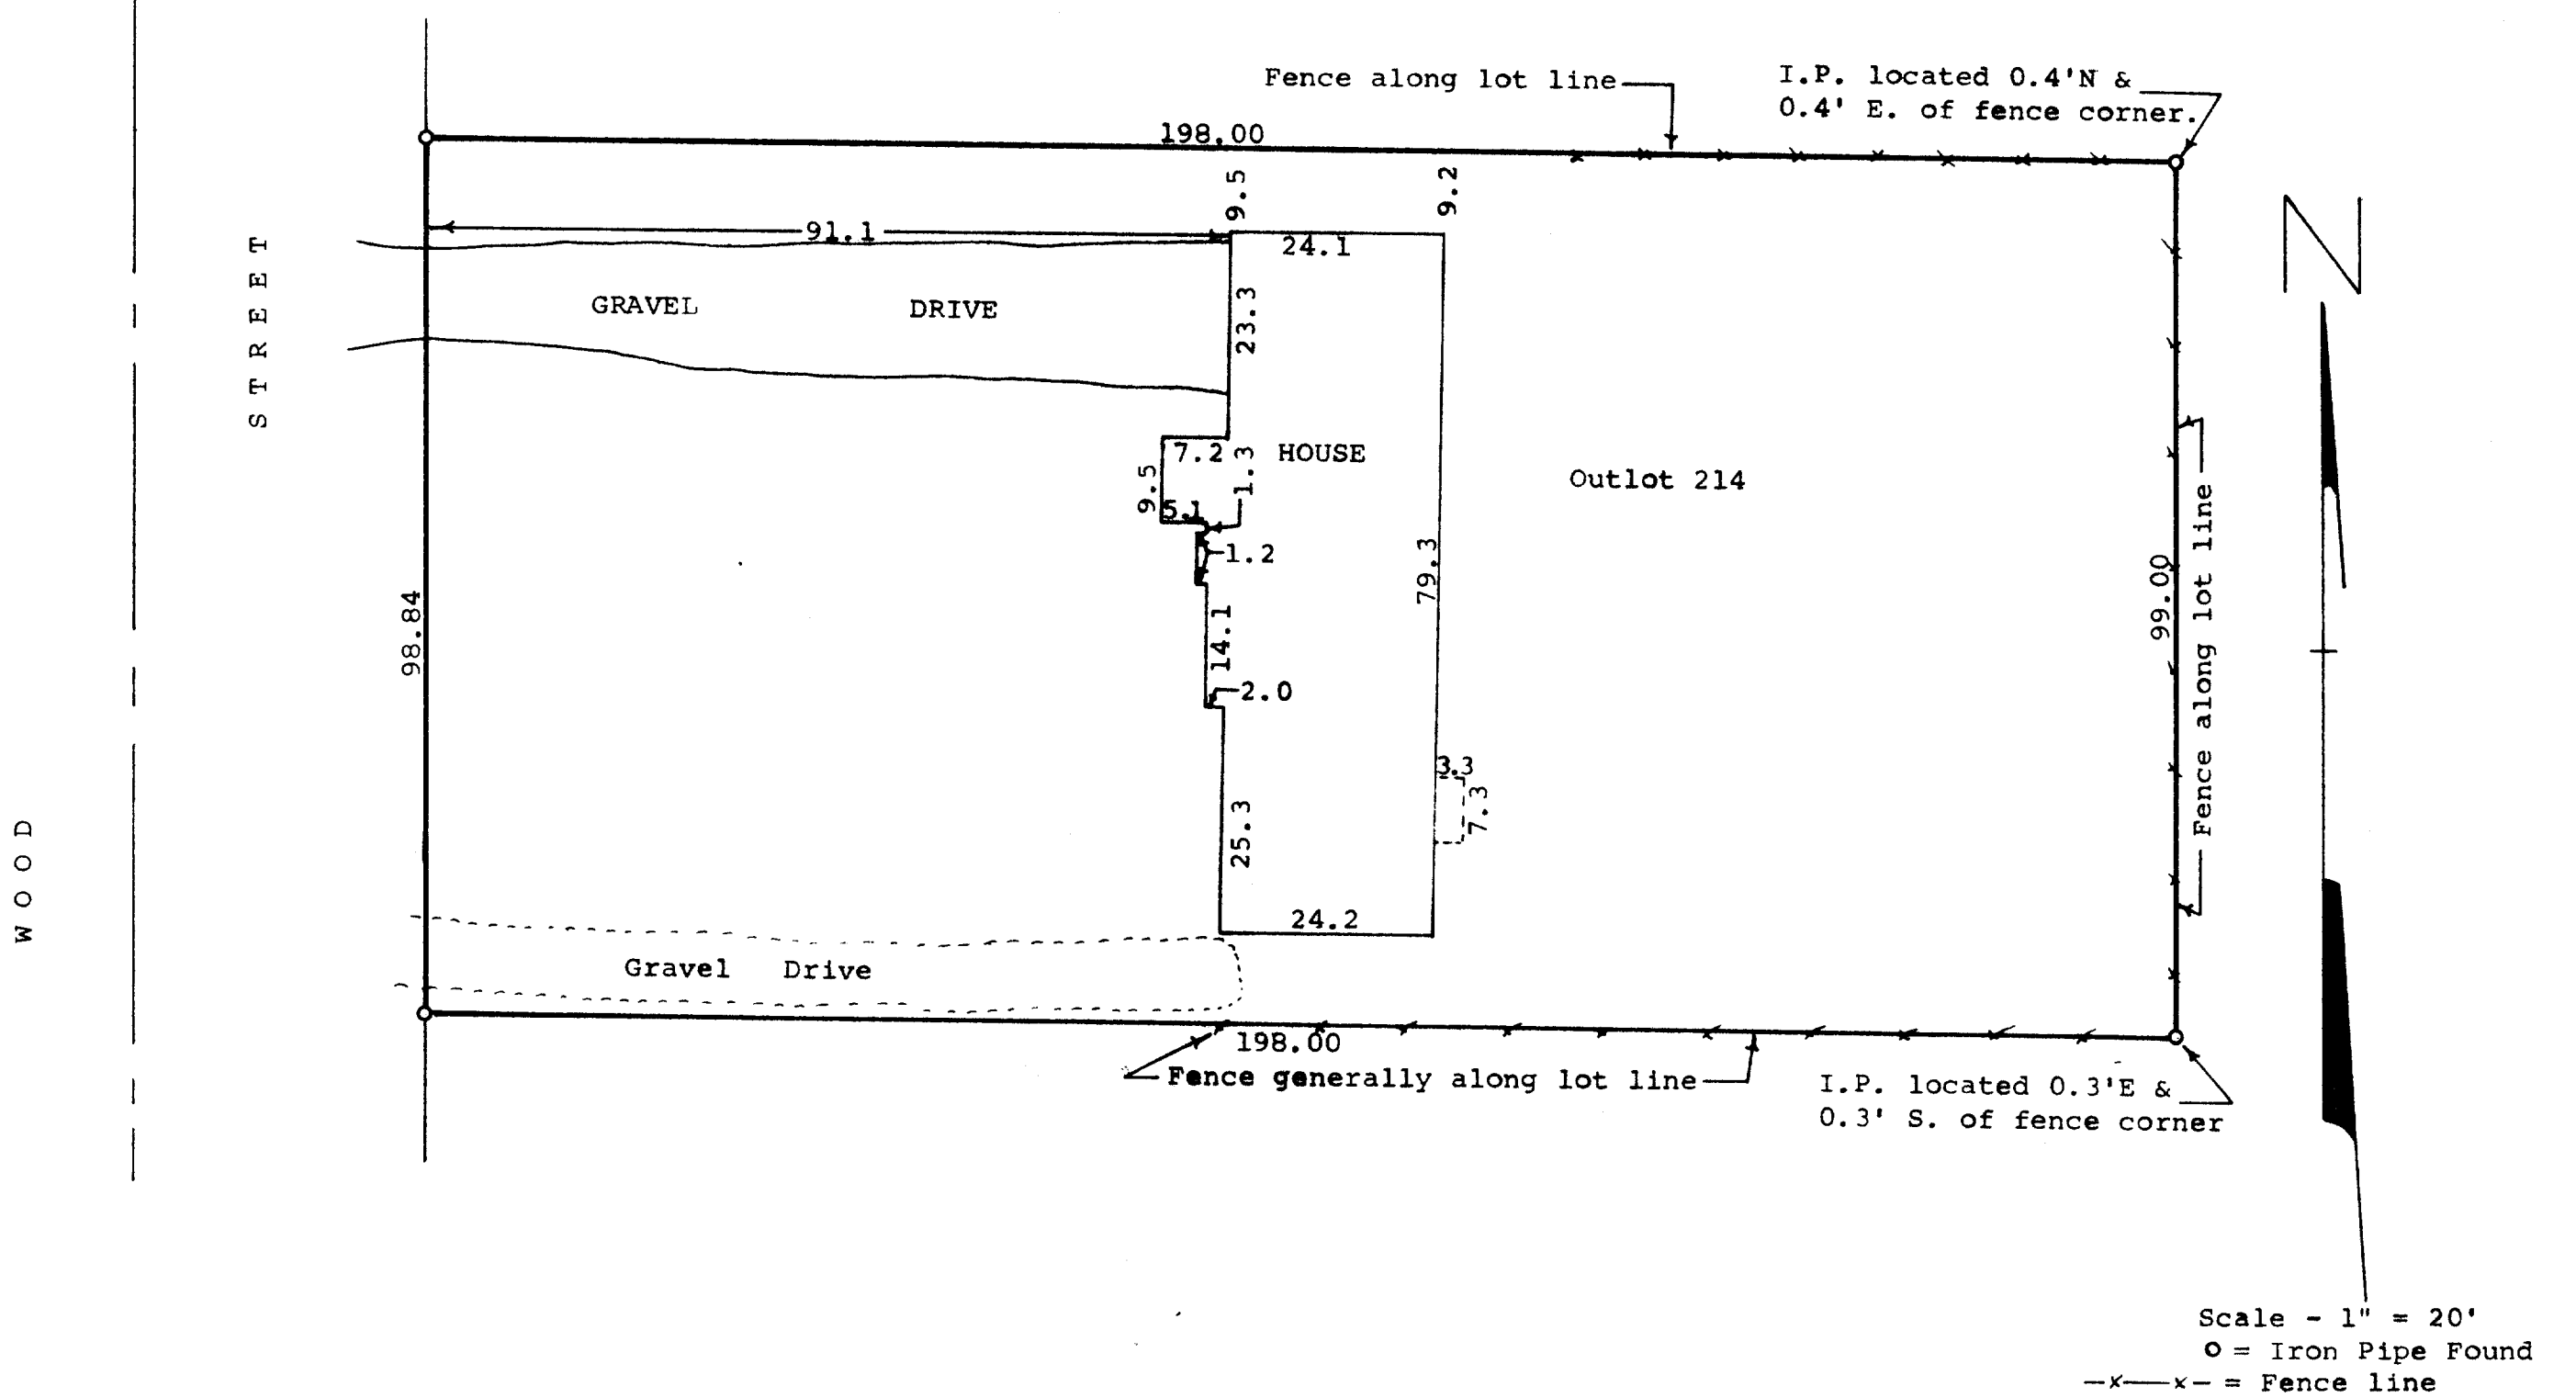 Fence along lot line
I.P. located 0.4'N &
0.4' E. of fence corner.
198.00
9.5
9.2
N
91.1
24.1
STREET
GRAVEL DRIVE
23.3
7.2
1.3
HOUSE
9.5
5.1
Outlot 214
1.2
79.3
98.84
14.1
99.00
Fence along lot line
2.0
3.3
7.3
25.3
WOOD
24.2
Gravel Drive
198.00
Fence generally along lot line
I.P. located 0.3'E &
0.3' S. of fence corner
Scale - 1" = 20'
O = Iron Pipe Found
—x——x— = Fence line